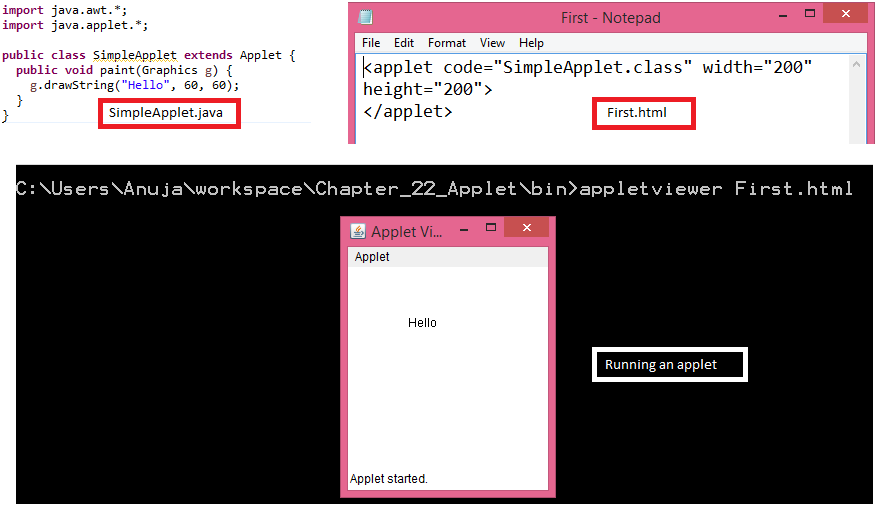 import java.awt.*;
import java.applet.*;
public class SimpleApplet extends Applet {
public void paint(Graphics g) {
g.drawString("Hello", 60, 60);
}
}
SimpleApplet.java
First - Notepad
File Edit Format View Help
<applet code="SimpleApplet.class" width="200"
height="200">
</applet>
First.html
C:\Users\Anuja\workspace\Chapter_22_Applet\bin>appletviewer First.html
Applet Vi...
Applet
Hello
Applet started.
Running an applet